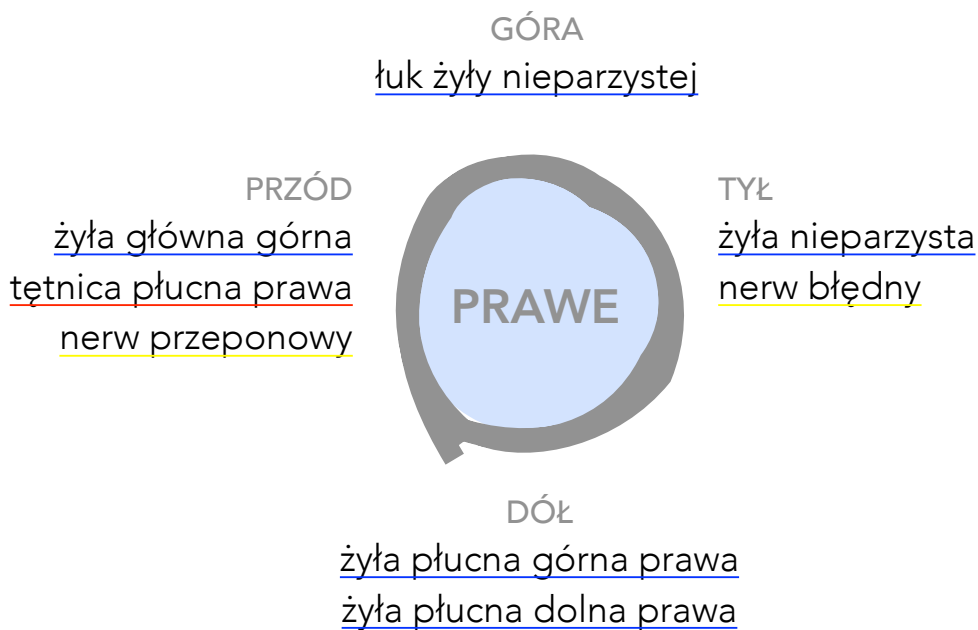 GÓRA
łuk żyły nieparzystej
PRZÓD
żyła główna górna
tętnica płucna prawa
nerw przeponowy
PRAWE
TYŁ
żyła nieparzysta
nerw błędny
DÓŁ
żyła płucna górna prawa
żyła płucna dolna prawa